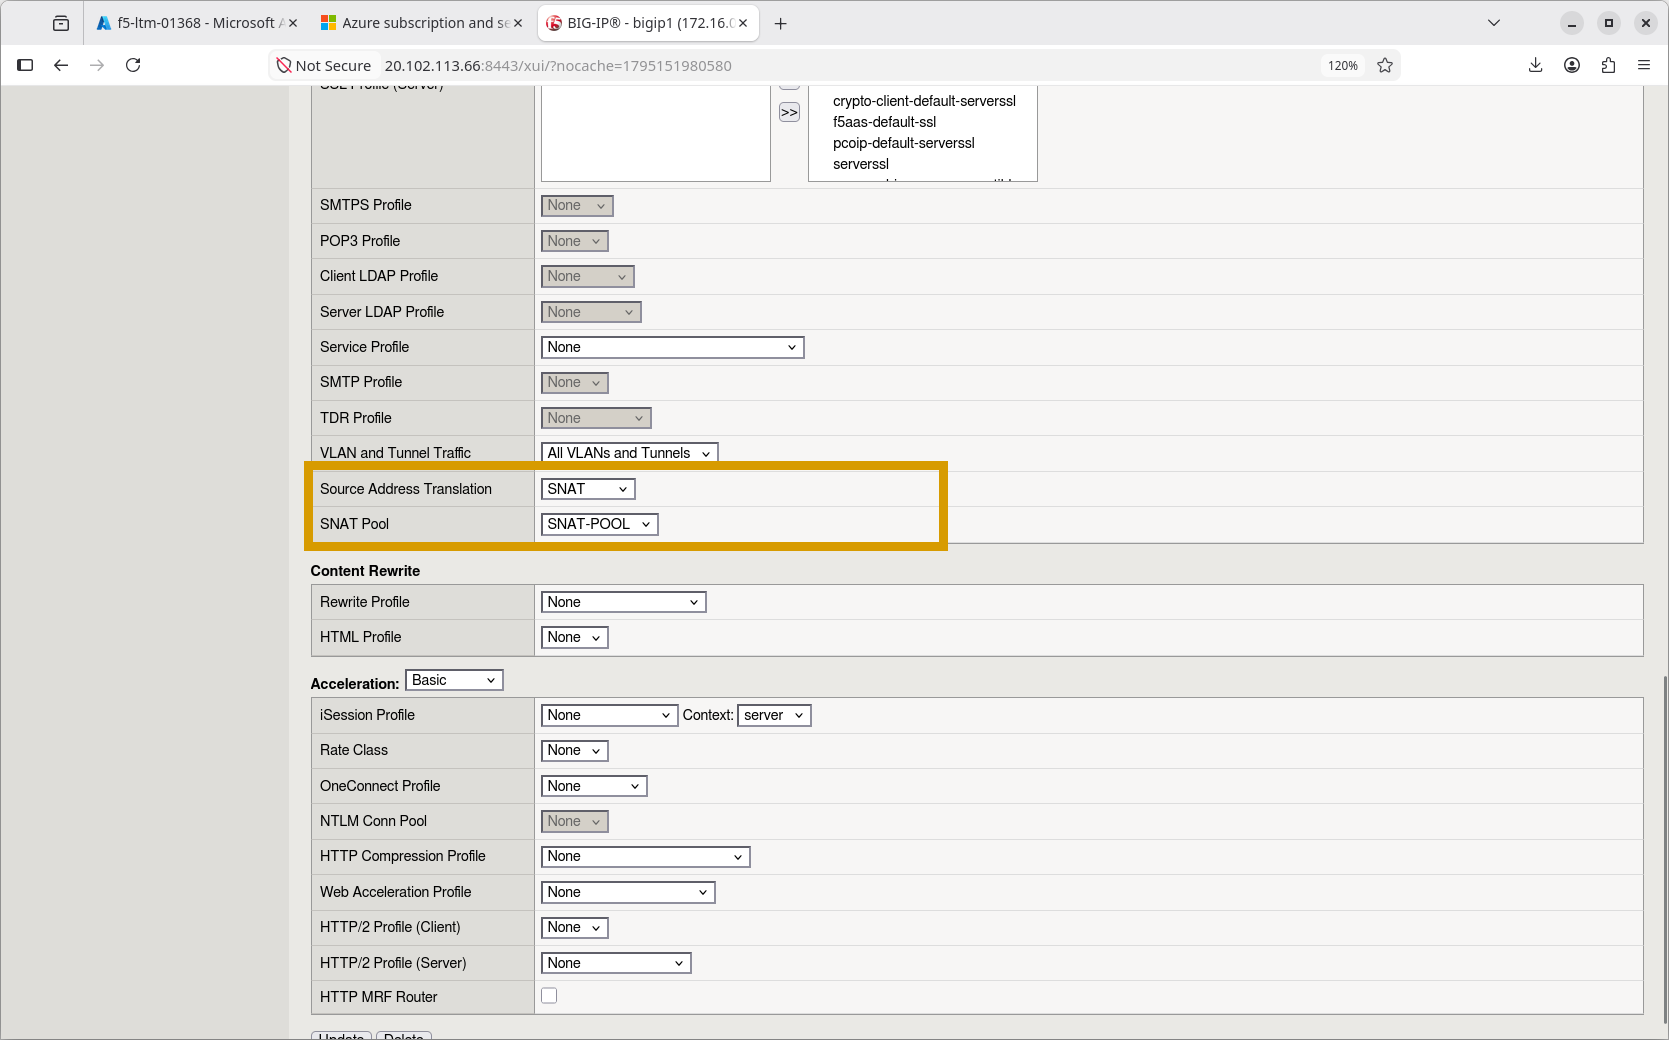 f5-ltm-01368 - Microsoft A
Azure subscription and se
BIG-IP® - bigip1 (172.16.0
Not Secure 20.102.113.66:8443/xui/?nocache=1795151980580 120%
SSL Profile (Server)
>>
crypto-client-default-serverssl
f5aas-default-ssl
pcoip-default-serverssl
serverssl
SMTPS Profile None
POP3 Profile None
Client LDAP Profile None
Server LDAP Profile None
Service Profile None
SMTP Profile None
TDR Profile None
VLAN and Tunnel Traffic All VLANs and Tunnels
Source Address Translation SNAT
SNAT Pool SNAT-POOL
Content Rewrite
Rewrite Profile None
HTML Profile None
Acceleration: Basic
iSession Profile None Context: server
Rate Class None
OneConnect Profile None
NTLM Conn Pool None
HTTP Compression Profile None
Web Acceleration Profile None
HTTP/2 Profile (Client) None
HTTP/2 Profile (Server) None
HTTP MRF Router
Update Delete